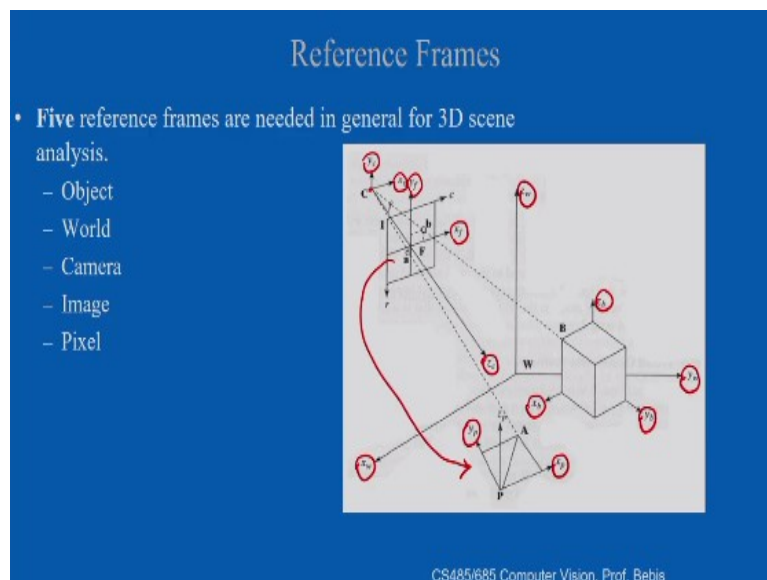 Reference Frames
• Five reference frames are needed in general for 3D scene
analysis.
– Object
– World
– Camera
– Image
– Pixel
C
c
I
b
a
F
r
B
W
A
P
CS485/685 Computer Vision, Prof. Bebis